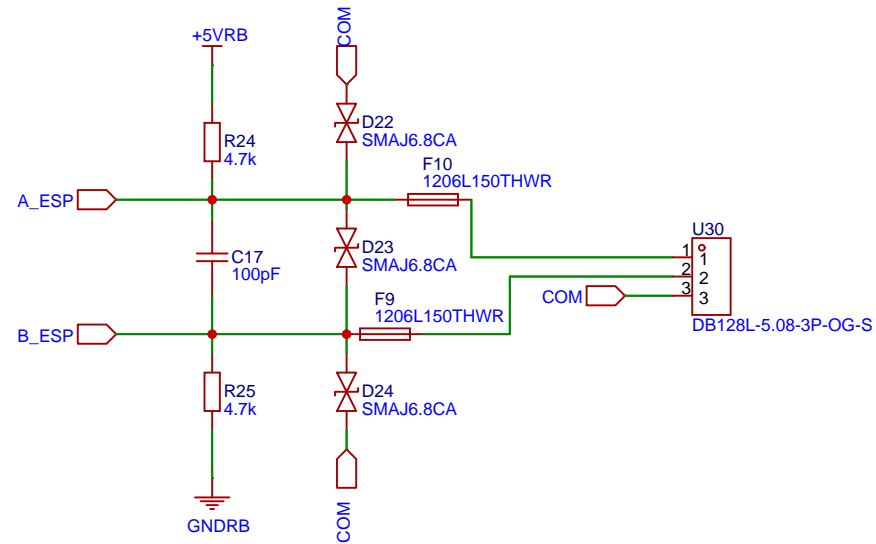 +5VRB
COM
R24
4.7k
D22
SMAJ6.8CA
F10
1206L150THWR
A_ESP
C17
100pF
D23
SMAJ6.8CA
U30
1
1
2
2
3
3
COM
DB128L-5.08-3P-OG-S
F9
1206L150THWR
B_ESP
R25
4.7k
D24
SMAJ6.8CA
GNDRB
COM